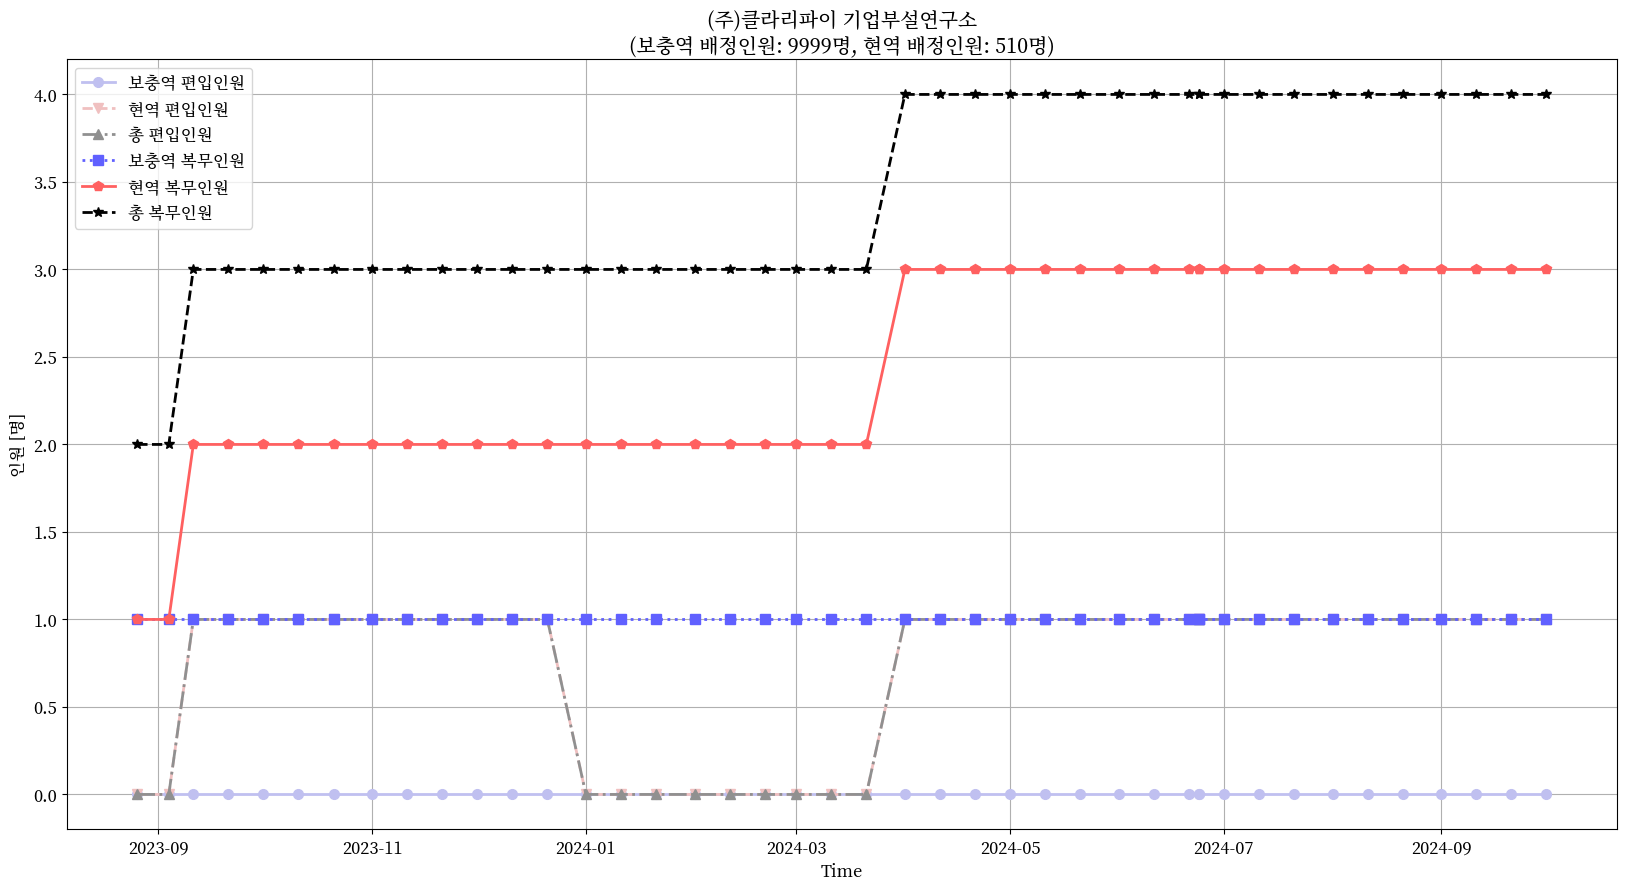 (주)클라리파이 기업부설연구소
(보충역 배정인원: 9999명, 현역 배정인원: 510명)
보충역 편입인원
현역 편입인원
총 편입인원
보충역 복무인원
현역 복무인원
총 복무인원
인원 [명]
4.0
3.5
3.0
2.5
2.0
1.5
1.0
0.5
0.0
2023-09
2023-11
2024-01
2024-03
2024-05
2024-07
2024-09
Time